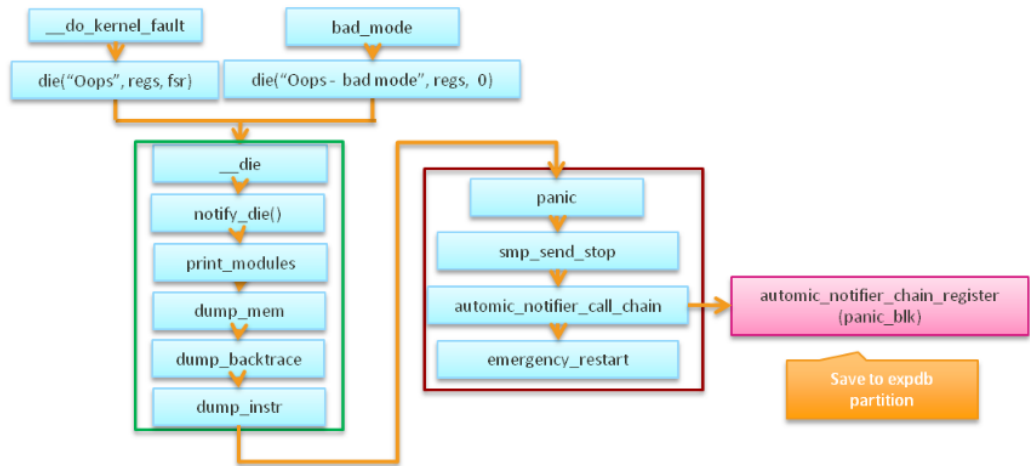 __do_kernel_fault
bad_mode
die("Oops", regs, fsr)
die("Oops - bad mode", regs, 0)
__die
notify_die()
print_modules
dump_mem
dump_backtrace
dump_instr
panic
smp_send_stop
automic_notifier_call_chain
emergency_restart
automic_notifier_chain_register
(panic_blk)
Save to expdb
partition